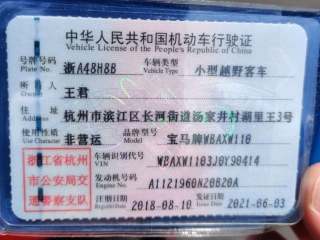 中华人民共和国机动车行驶证
Vehicle License of the People's Republic of China
号牌号码 浙A48H8B 车辆类型 小型越野客车
Plate No. Vehicle Type
所有人 王君
Owner
住址 杭州市滨江区长河街道汤家井村湖里王3号
Address
使用性质 非营运 品牌型号 宝马牌WBAXW110
Use Character Model
浙江省杭州市公安局交通警察支队
车辆识别代号 WBAXW1103J0Y90414
VIN
发动机号码 A1121960N20B20A
Engine No.
注册日期 2018-08-10 发证日期 2021-06-03
Register Date Issue Date